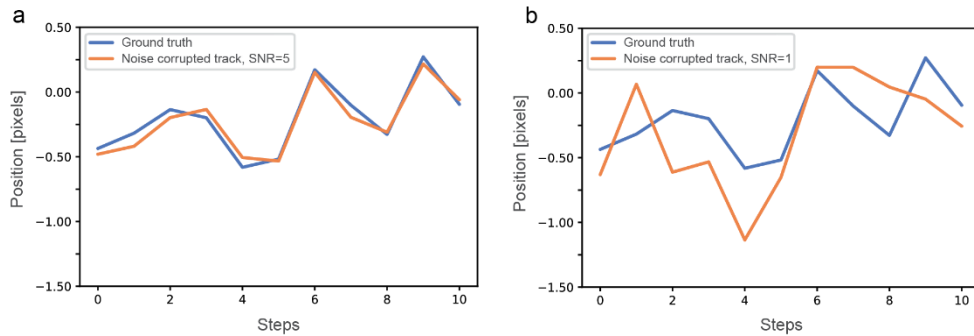 a
0.50
0.00
−0.50
−1.00
−1.50
Position [pixels]
Ground truth
Noise corrupted track, SNR=5
0 2 4 6 8 10
Steps
b
0.50
0.00
−0.50
−1.00
−1.50
Position [pixels]
Ground truth
Noise corrupted track, SNR=1
0 2 4 6 8 10
Steps